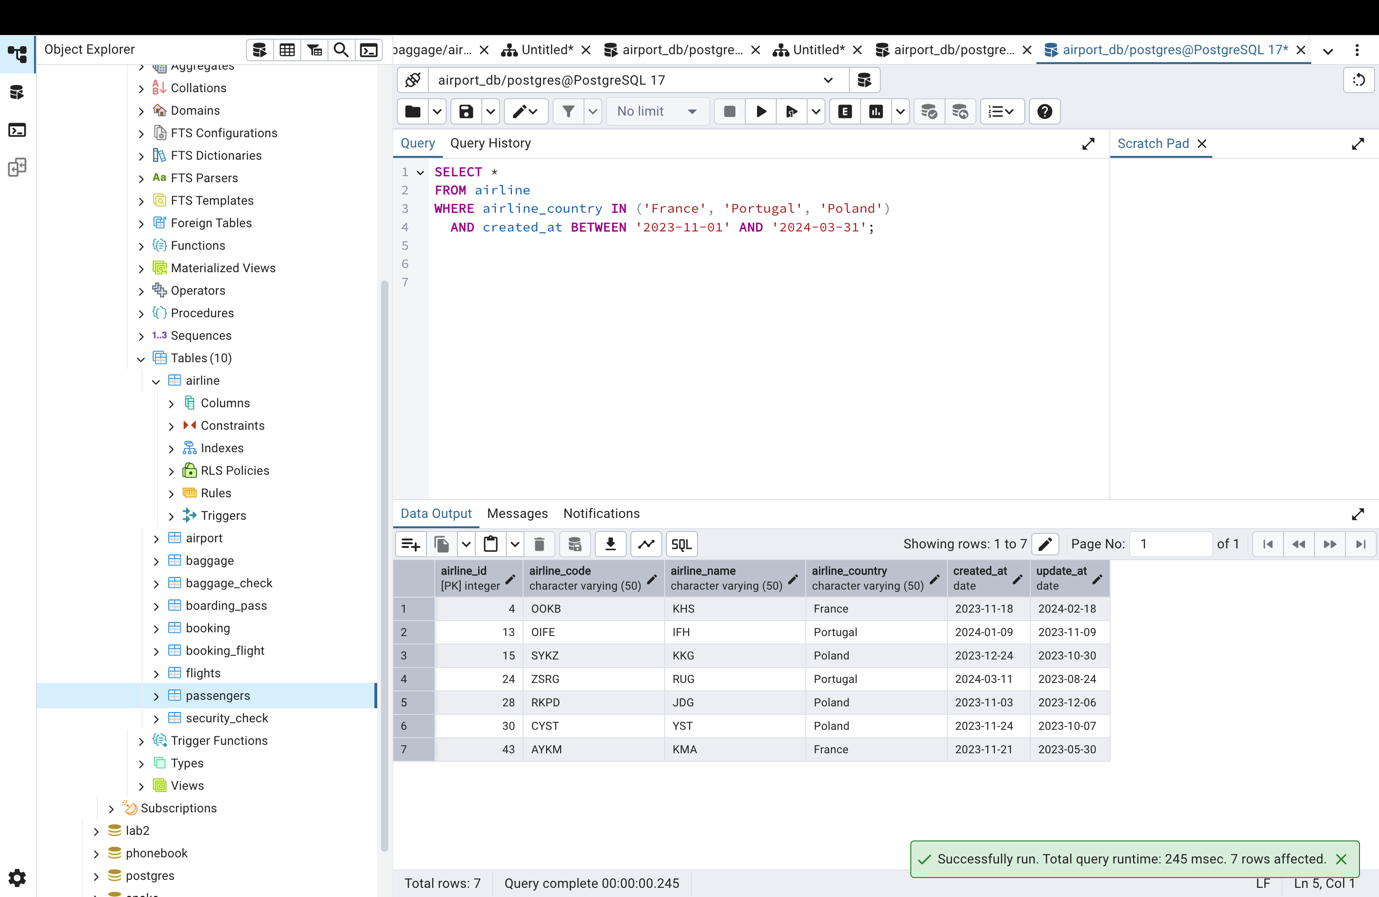 Object Explorer
Aggregates
Collations
Domains
FTS Configurations
FTS Dictionaries
Aa FTS Parsers
FTS Templates
Foreign Tables
Functions
Materialized Views
Operators
Procedures
1..3 Sequences
Tables (10)
airline
Columns
Constraints
Indexes
RLS Policies
Rules
Triggers
airport
baggage
baggage_check
boarding_pass
booking
booking_flight
flights
passengers
security_check
Trigger Functions
Types
Views
Subscriptions
lab2
phonebook
postgres
baggage/air... Untitled* airport_db/postgre... Untitled* airport_db/postgre... airport_db/postgres@PostgreSQL 17*
airport_db/postgres@PostgreSQL 17
No limit E
Query Query History
Scratch Pad
1 SELECT *
2 FROM airline
3 WHERE airline_country IN ('France', 'Portugal', 'Poland')
4 AND created_at BETWEEN '2023-11-01' AND '2024-03-31';
5
6
7
Data Output Messages Notifications
SQL Showing rows: 1 to 7 Page No: 1 of 1
airline_id airline_code airline_name airline_country created_at update_at
[PK] integer character varying (50) character varying (50) character varying (50) date date
1 4 OOKB KHS France 2023-11-18 2024-02-18
2 13 OIFE IFH Portugal 2024-01-09 2023-11-09
3 15 SYKZ KKG Poland 2023-12-24 2023-10-30
4 24 ZSRG RUG Portugal 2024-03-11 2023-08-24
5 28 RKPD JDG Poland 2023-11-03 2023-12-06
6 30 CYST YST Poland 2023-11-24 2023-10-07
7 43 AYKM KMA France 2023-11-21 2023-05-30
Successfully run. Total query runtime: 245 msec. 7 rows affected.
Total rows: 7 Query complete 00:00:00.245 LF Ln 5, Col 1